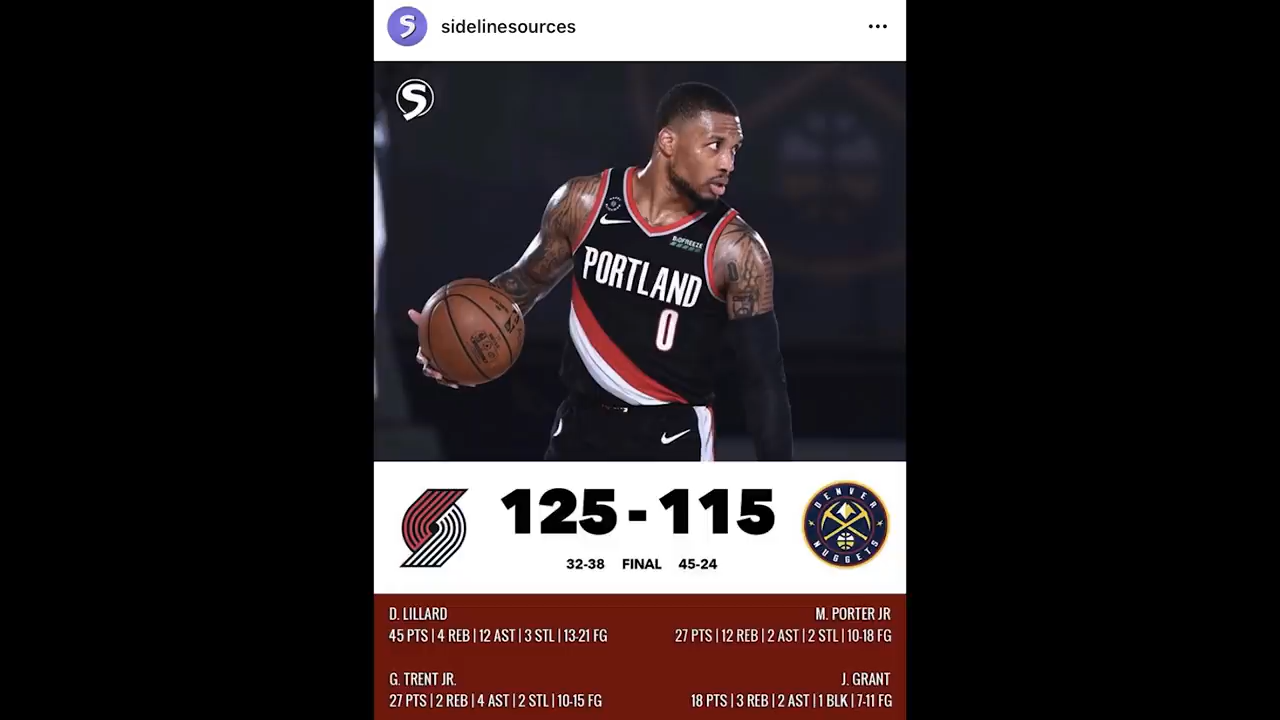 sidelinesources
BIOFREEZE
PORTLAND
0
125 - 115
DENVER
NUGGETS
32-38 FINAL 45-24
D. LILLARD
45 PTS | 4 REB | 12 AST | 3 STL | 13-21 FG
M. PORTER JR
27 PTS | 12 REB | 2 AST | 2 STL | 10-18 FG
G. TRENT JR.
27 PTS | 2 REB | 4 AST | 2 STL | 10-15 FG
J. GRANT
18 PTS | 3 REB | 2 AST | 1 BLK | 7-11 FG